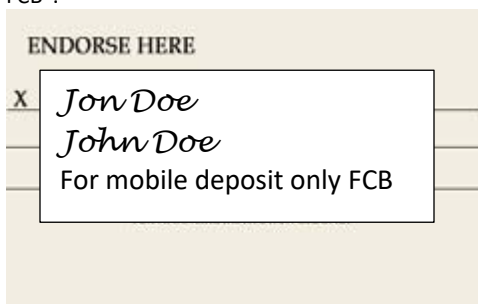 FCB".
ENDORSE HERE
X Jon Doe
John Doe
For mobile deposit only FCB